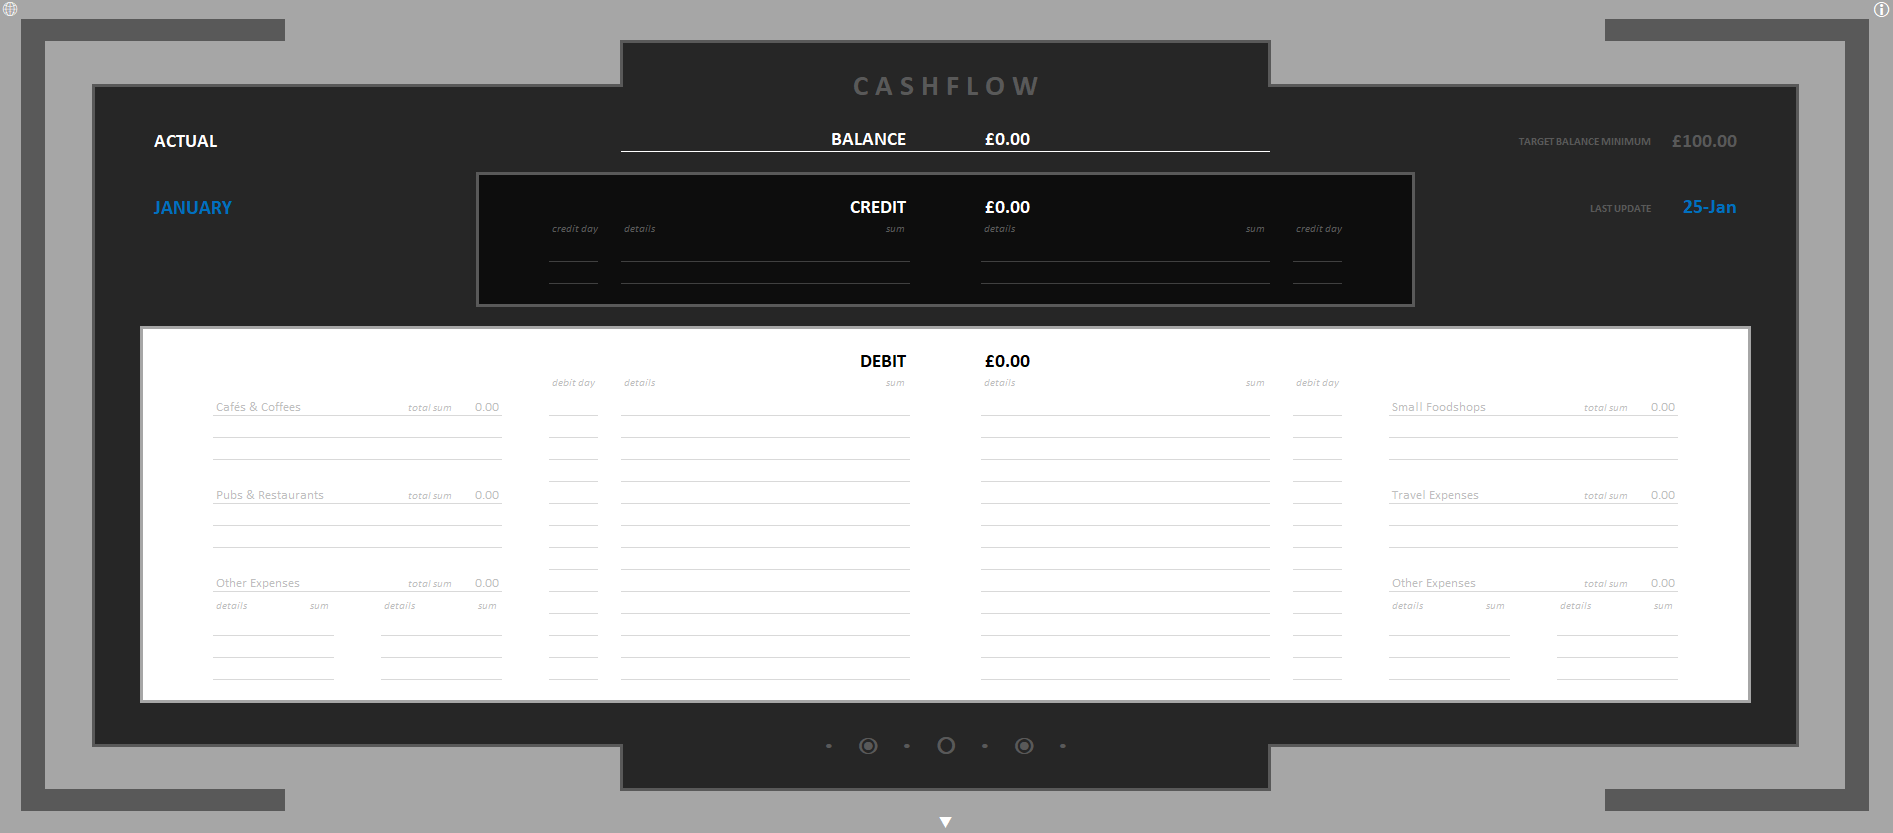 CASHFLOW
ACTUAL BALANCE £0.00 TARGET BALANCE MINIMUM £100.00
JANUARY CREDIT £0.00 LAST UPDATE 25-Jan
credit day details sum details sum credit day
DEBIT £0.00
debit day details sum details sum debit day
Cafés & Coffees total sum 0.00 Small Foodshops total sum 0.00
Pubs & Restaurants total sum 0.00 Travel Expenses total sum 0.00
Other Expenses total sum 0.00 Other Expenses total sum 0.00
details sum details sum details sum details sum